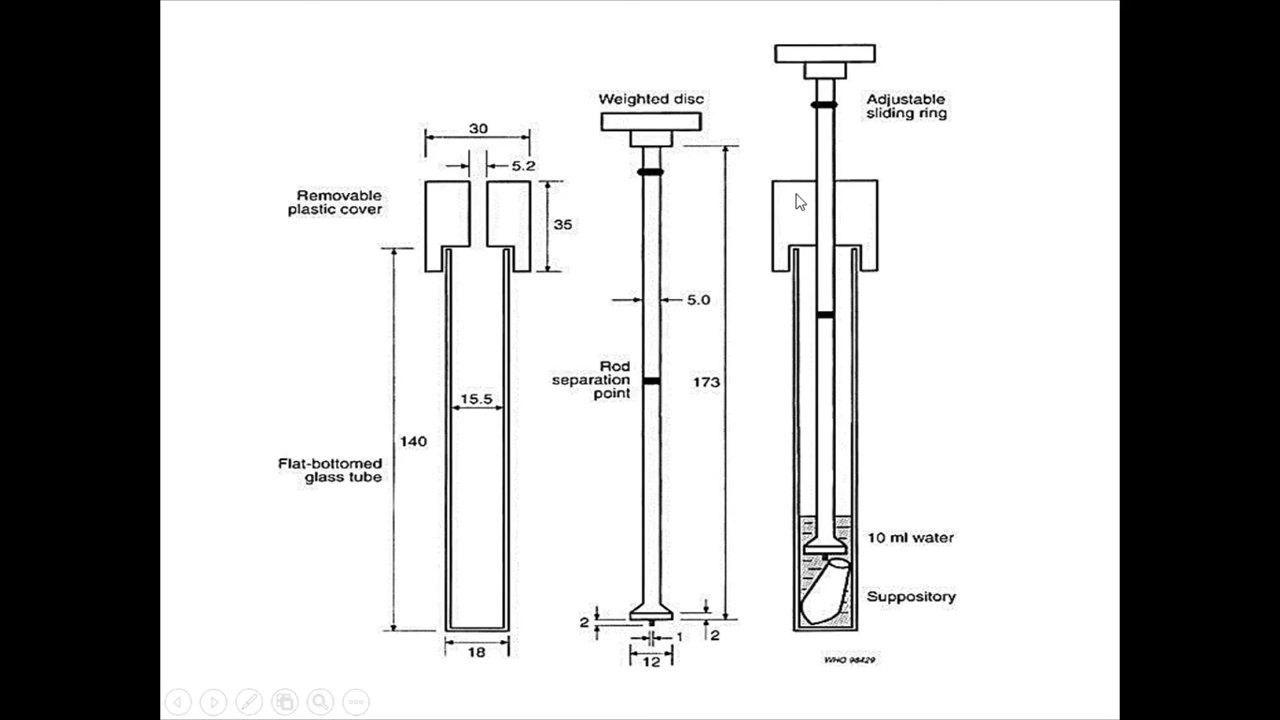 Weighted disc
Adjustable
sliding ring
30
5.2
Removable
plastic cover
35
5.0
Rod
separation
point
173
15.5
140
Flat-bottomed
glass tube
10 ml water
Suppository
2
1
2
18
12
WHO 98429